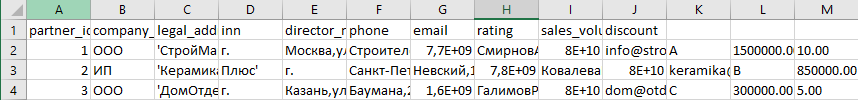 A B C D E F G H I J K L M
1 partner_id company_ legal_add inn director_n phone email rating sales_volu discount
2 1 ООО 'СтройМа г. Москва,ул Строител 7,7E+09 СмирновА 8E+10 info@stro A 1500000.0 10.00
3 2 ИП 'Керамика Плюс' г. Санкт-Пет Невский,1 7,8E+09 Ковалева 8E+10 keramika@ B 850000.00
4 3 ООО 'ДомОтде г. Казань,ул Баумана,2 1,6E+09 ГалимовР 8E+10 dom@otd C 300000.00 5.00